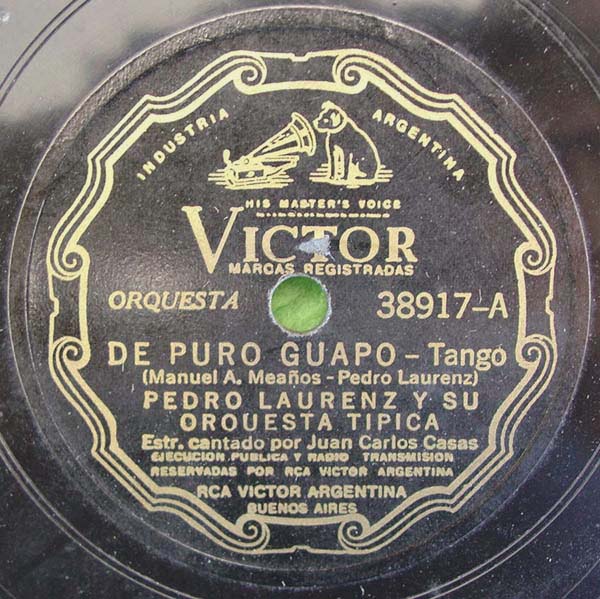 INDUSTRIA ARGENTINA
HIS MASTER'S VOICE
VICTOR
MARCAS REGISTRADAS
ORQUESTA 38917-A
DE PURO GUAPO - Tango
(Manuel A. Meaños - Pedro Laurenz)
PEDRO LAURENZ Y SU
ORQUESTA TIPICA
Estr. cantado por Juan Carlos Casas
EJECUCION PUBLICA Y RADIO TRANSMISION
RESERVADAS POR RCA VICTOR ARGENTINA
RCA VICTOR ARGENTINA
BUENOS AIRES